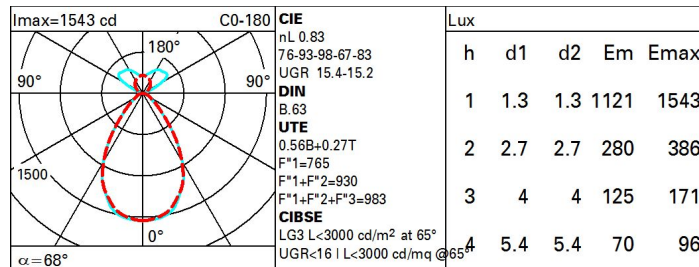 Imax=1543 cd C0-180
180°
90° 90°
1500
0°
α=68°
CIE
nL 0.83
76-93-98-67-83
UGR 15.4-15.2
DIN
B.63
UTE
0.56B+0.27T
F"1=765
F"1+F"2=930
F"1+F"2+F"3=983
CIBSE
LG3 L<3000 cd/m² at 65°
UGR<16 | L<3000 cd/mq @65°
Lux
h d1 d2 Em Emax
1 1.3 1.3 1121 1543
2 2.7 2.7 280 386
3 4 4 125 171
4 5.4 5.4 70 96